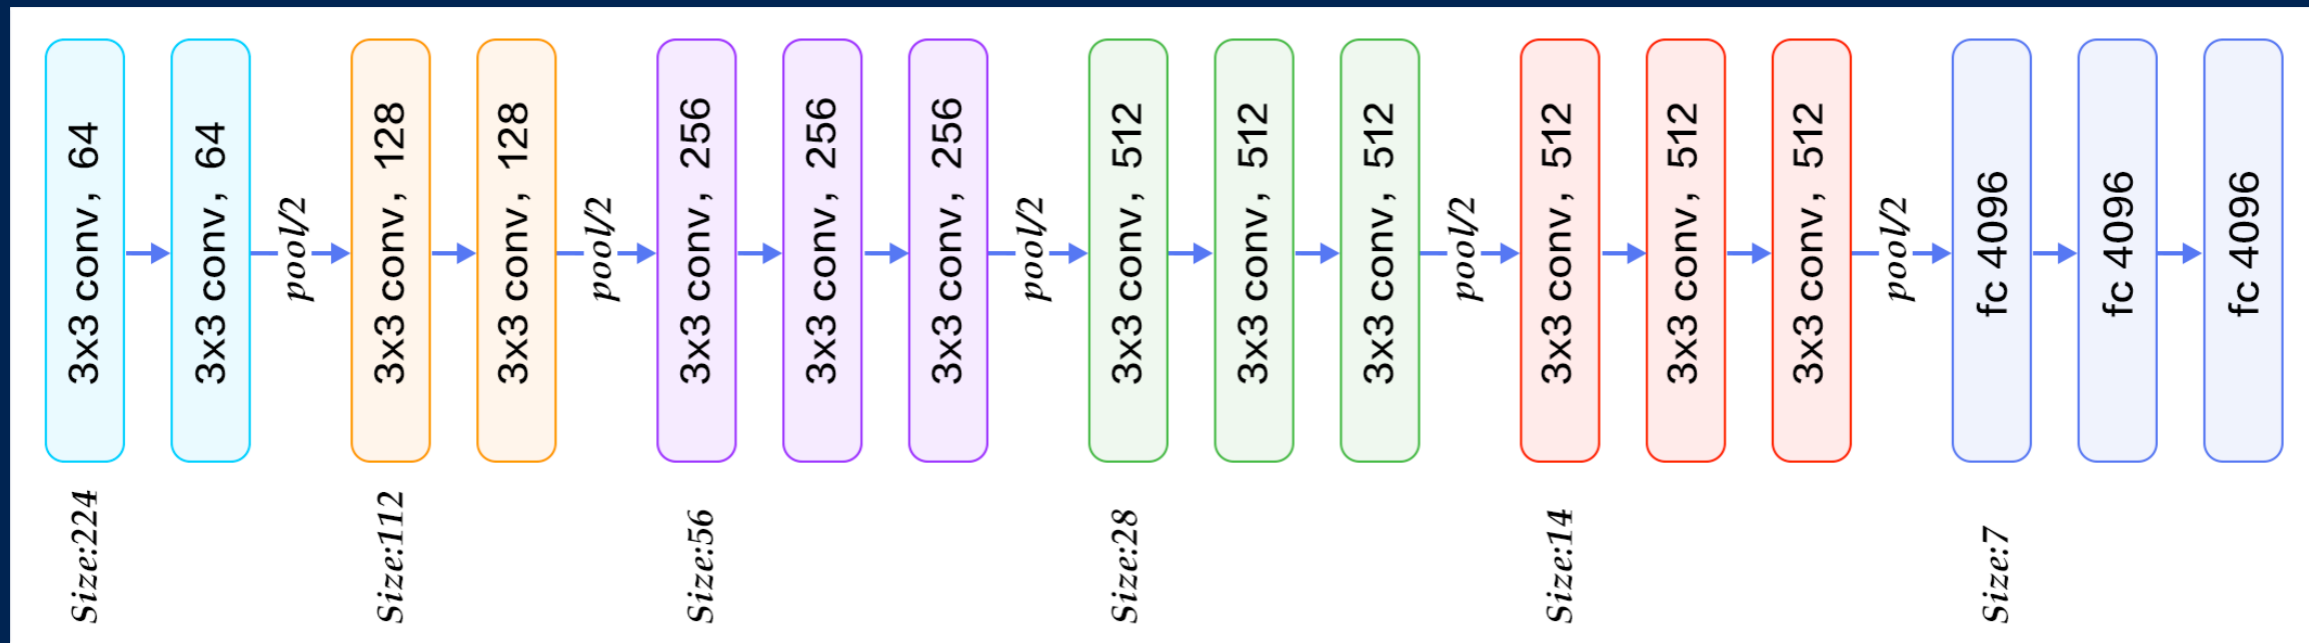 3x3 conv, 64
3x3 conv, 64
pool/2
3x3 conv, 128
3x3 conv, 128
pool/2
3x3 conv, 256
3x3 conv, 256
3x3 conv, 256
pool/2
3x3 conv, 512
3x3 conv, 512
3x3 conv, 512
pool/2
3x3 conv, 512
3x3 conv, 512
3x3 conv, 512
pool/2
fc 4096
fc 4096
fc 4096
Size:224
Size:112
Size:56
Size:28
Size:14
Size:7